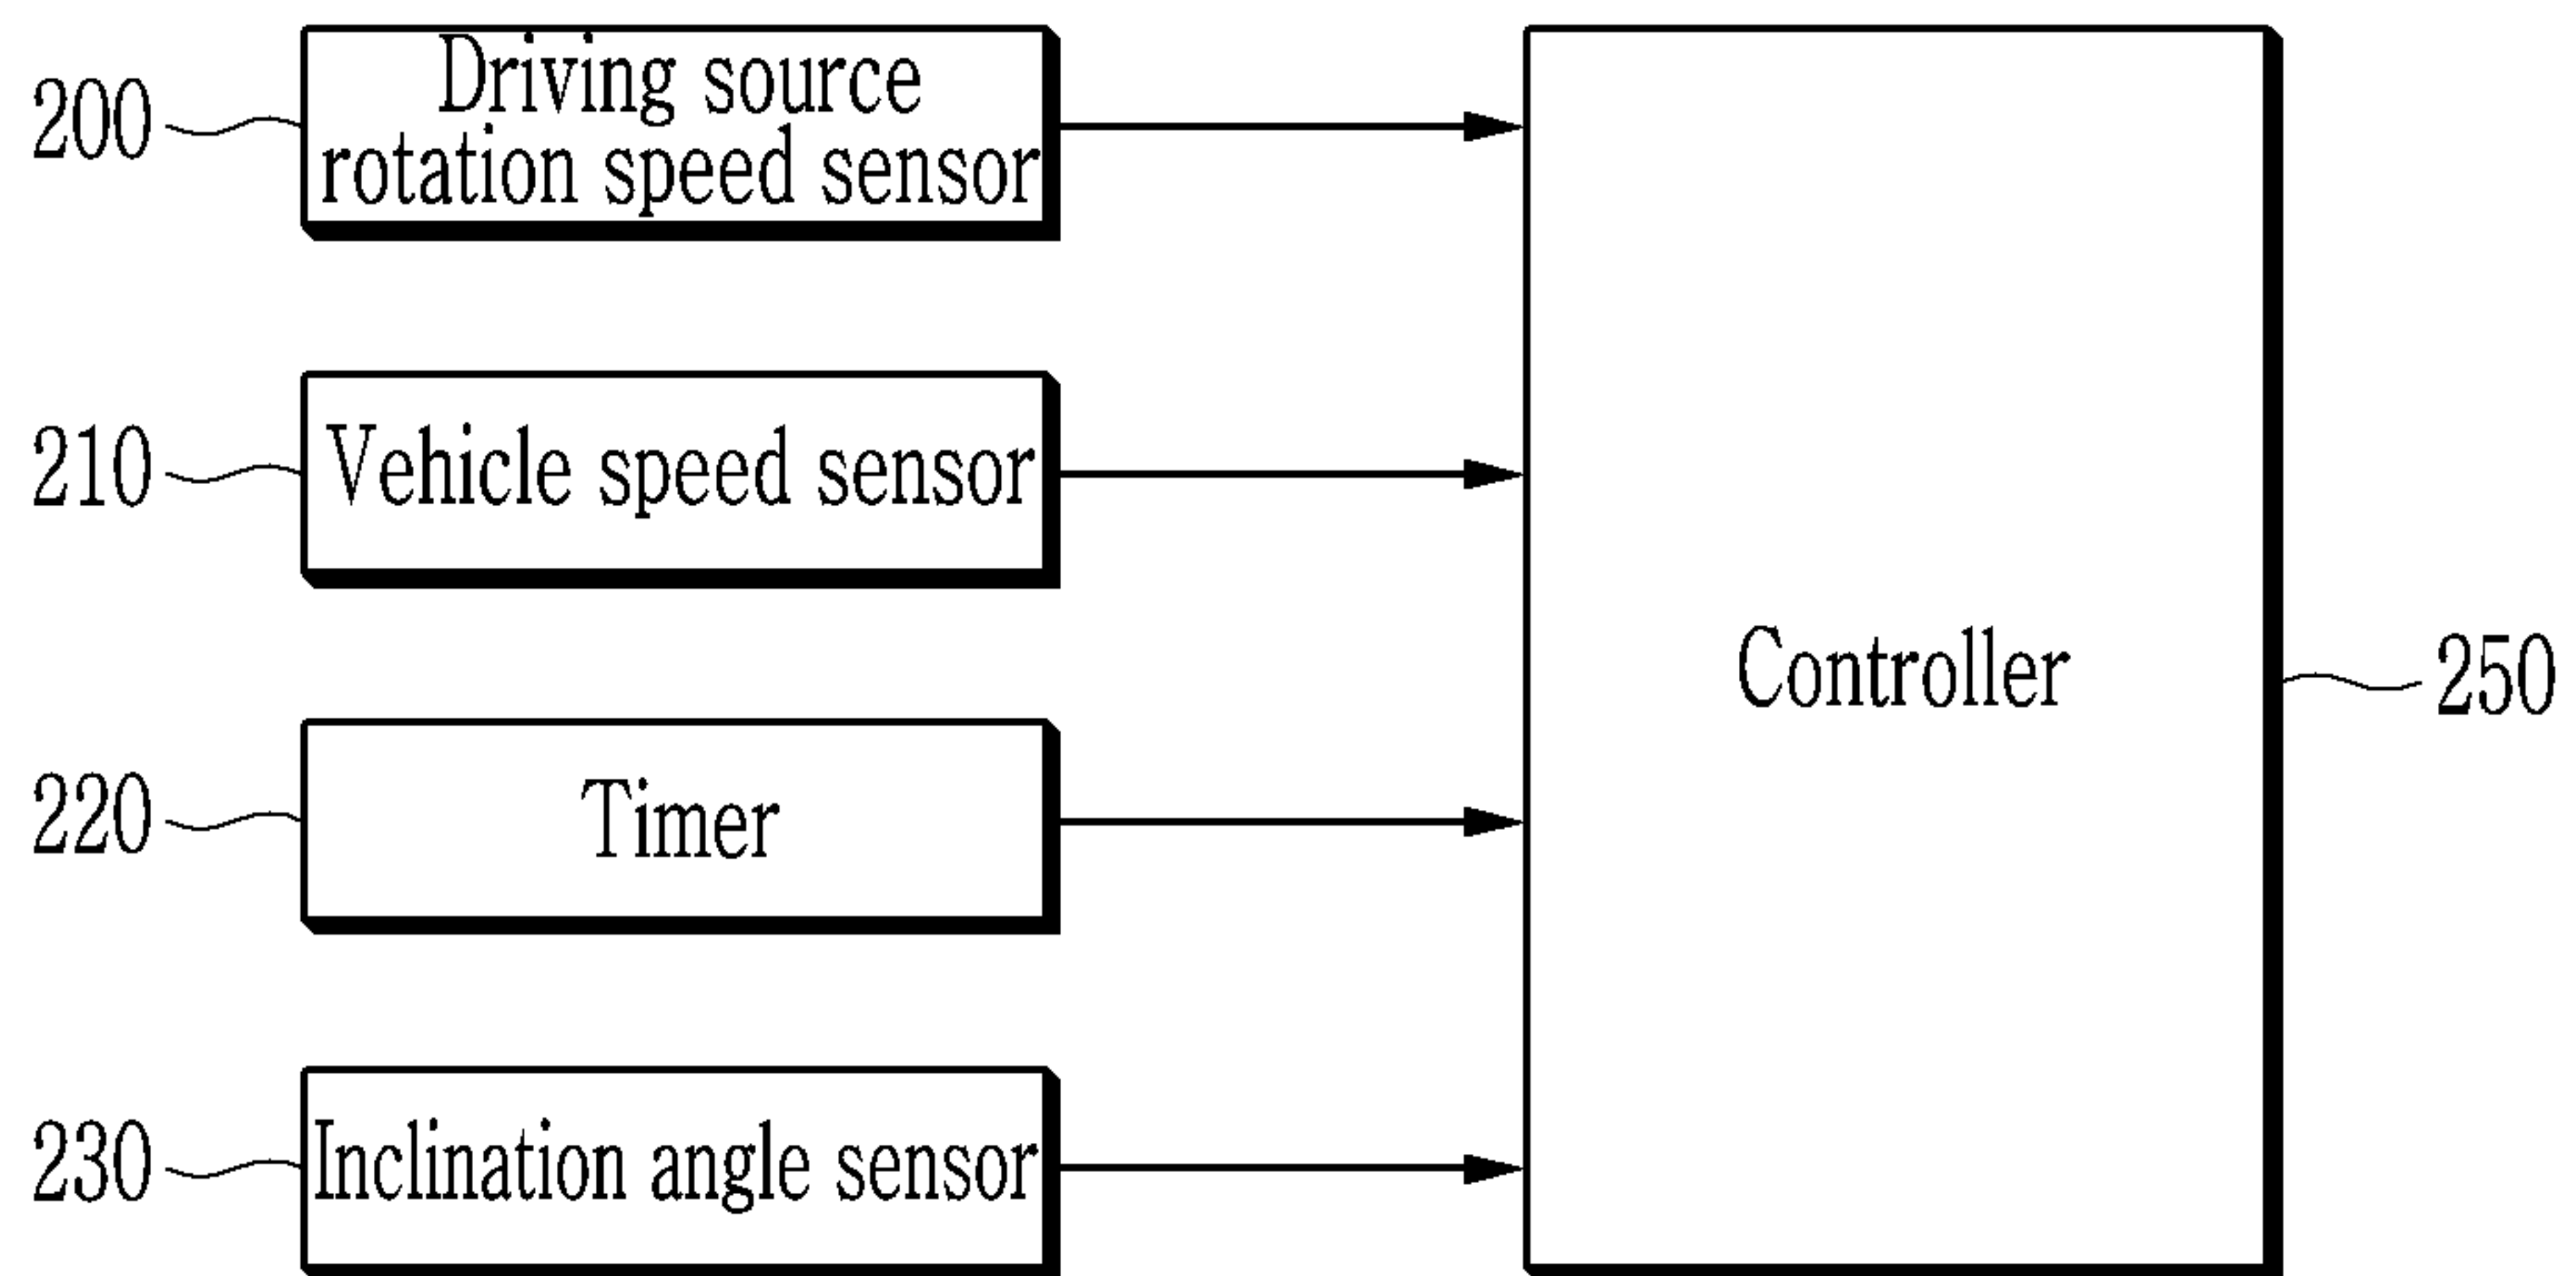 200
Driving source
rotation speed sensor
210
Vehicle speed sensor
220
Timer
230
Inclination angle sensor
Controller
250